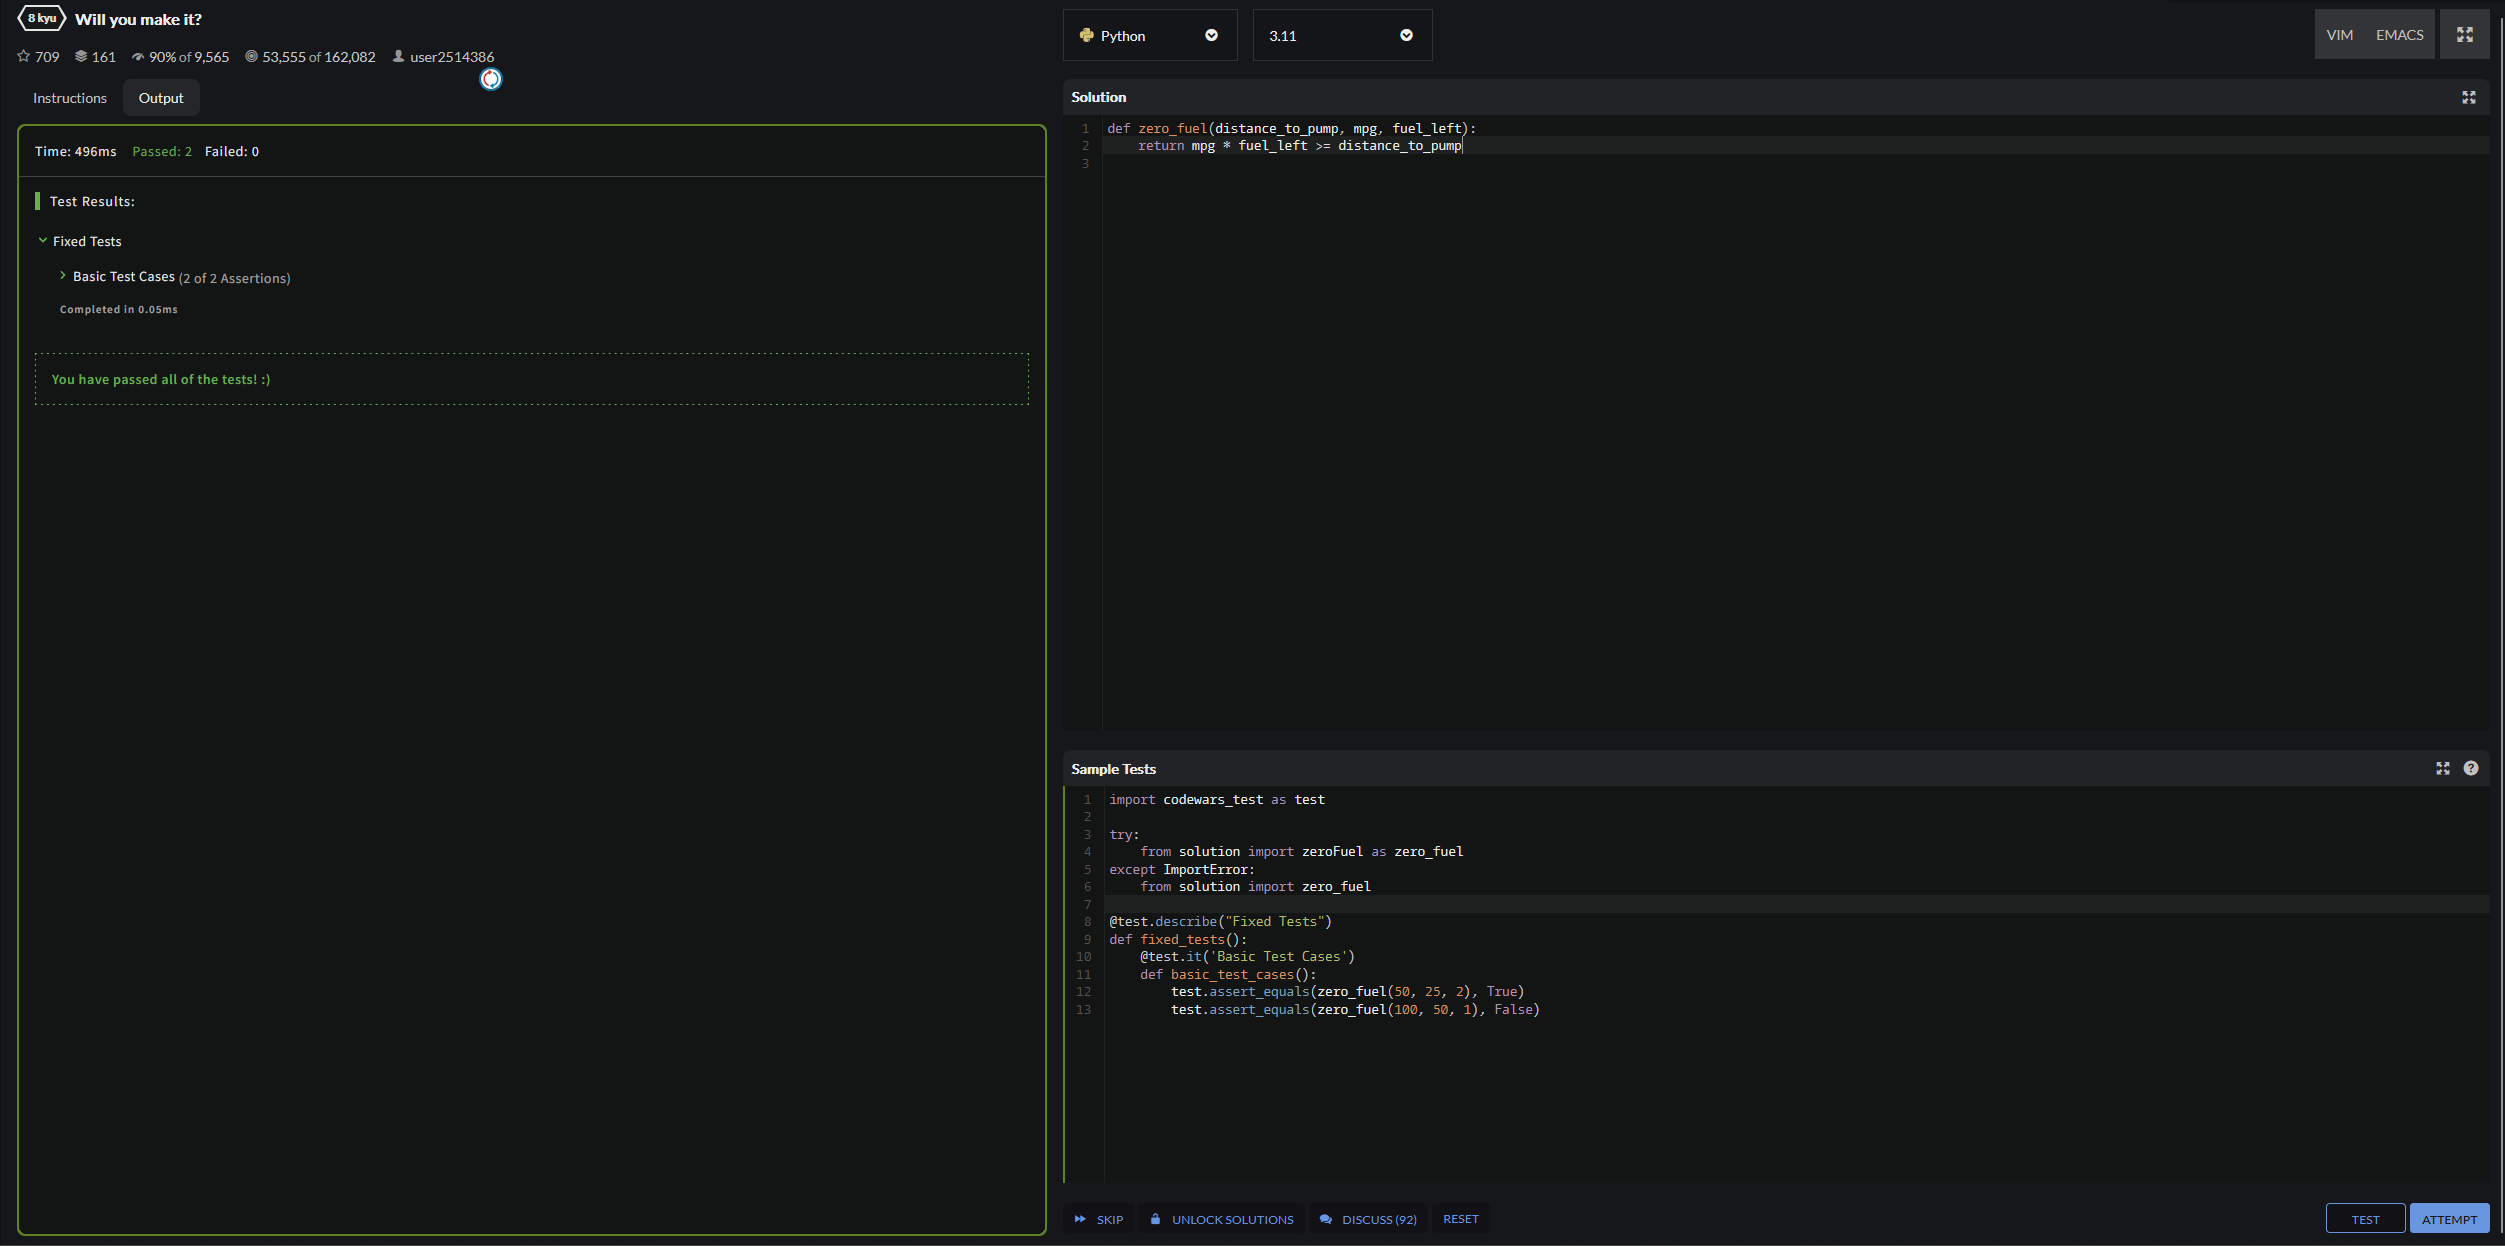 8 kyu Will you make it?
709 161 90% of 9,565 53,555 of 162,082 user2514386
Instructions Output
Time: 496ms Passed: 2 Failed: 0
Test Results:
Fixed Tests
Basic Test Cases (2 of 2 Assertions)
Completed in 0.05ms
You have passed all of the tests! :)
Python 3.11 VIM EMACS
Solution
1 def zero_fuel(distance_to_pump, mpg, fuel_left):
2     return mpg * fuel_left >= distance_to_pump
3
Sample Tests
1 import codewars_test as test
2
3 try:
4     from solution import zeroFuel as zero_fuel
5 except ImportError:
6     from solution import zero_fuel
7
8 @test.describe("Fixed Tests")
9 def fixed_tests():
10     @test.it('Basic Test Cases')
11     def basic_test_cases():
12         test.assert_equals(zero_fuel(50, 25, 2), True)
13         test.assert_equals(zero_fuel(100, 50, 1), False)
SKIP UNLOCK SOLUTIONS DISCUSS (92) RESET TEST ATTEMPT